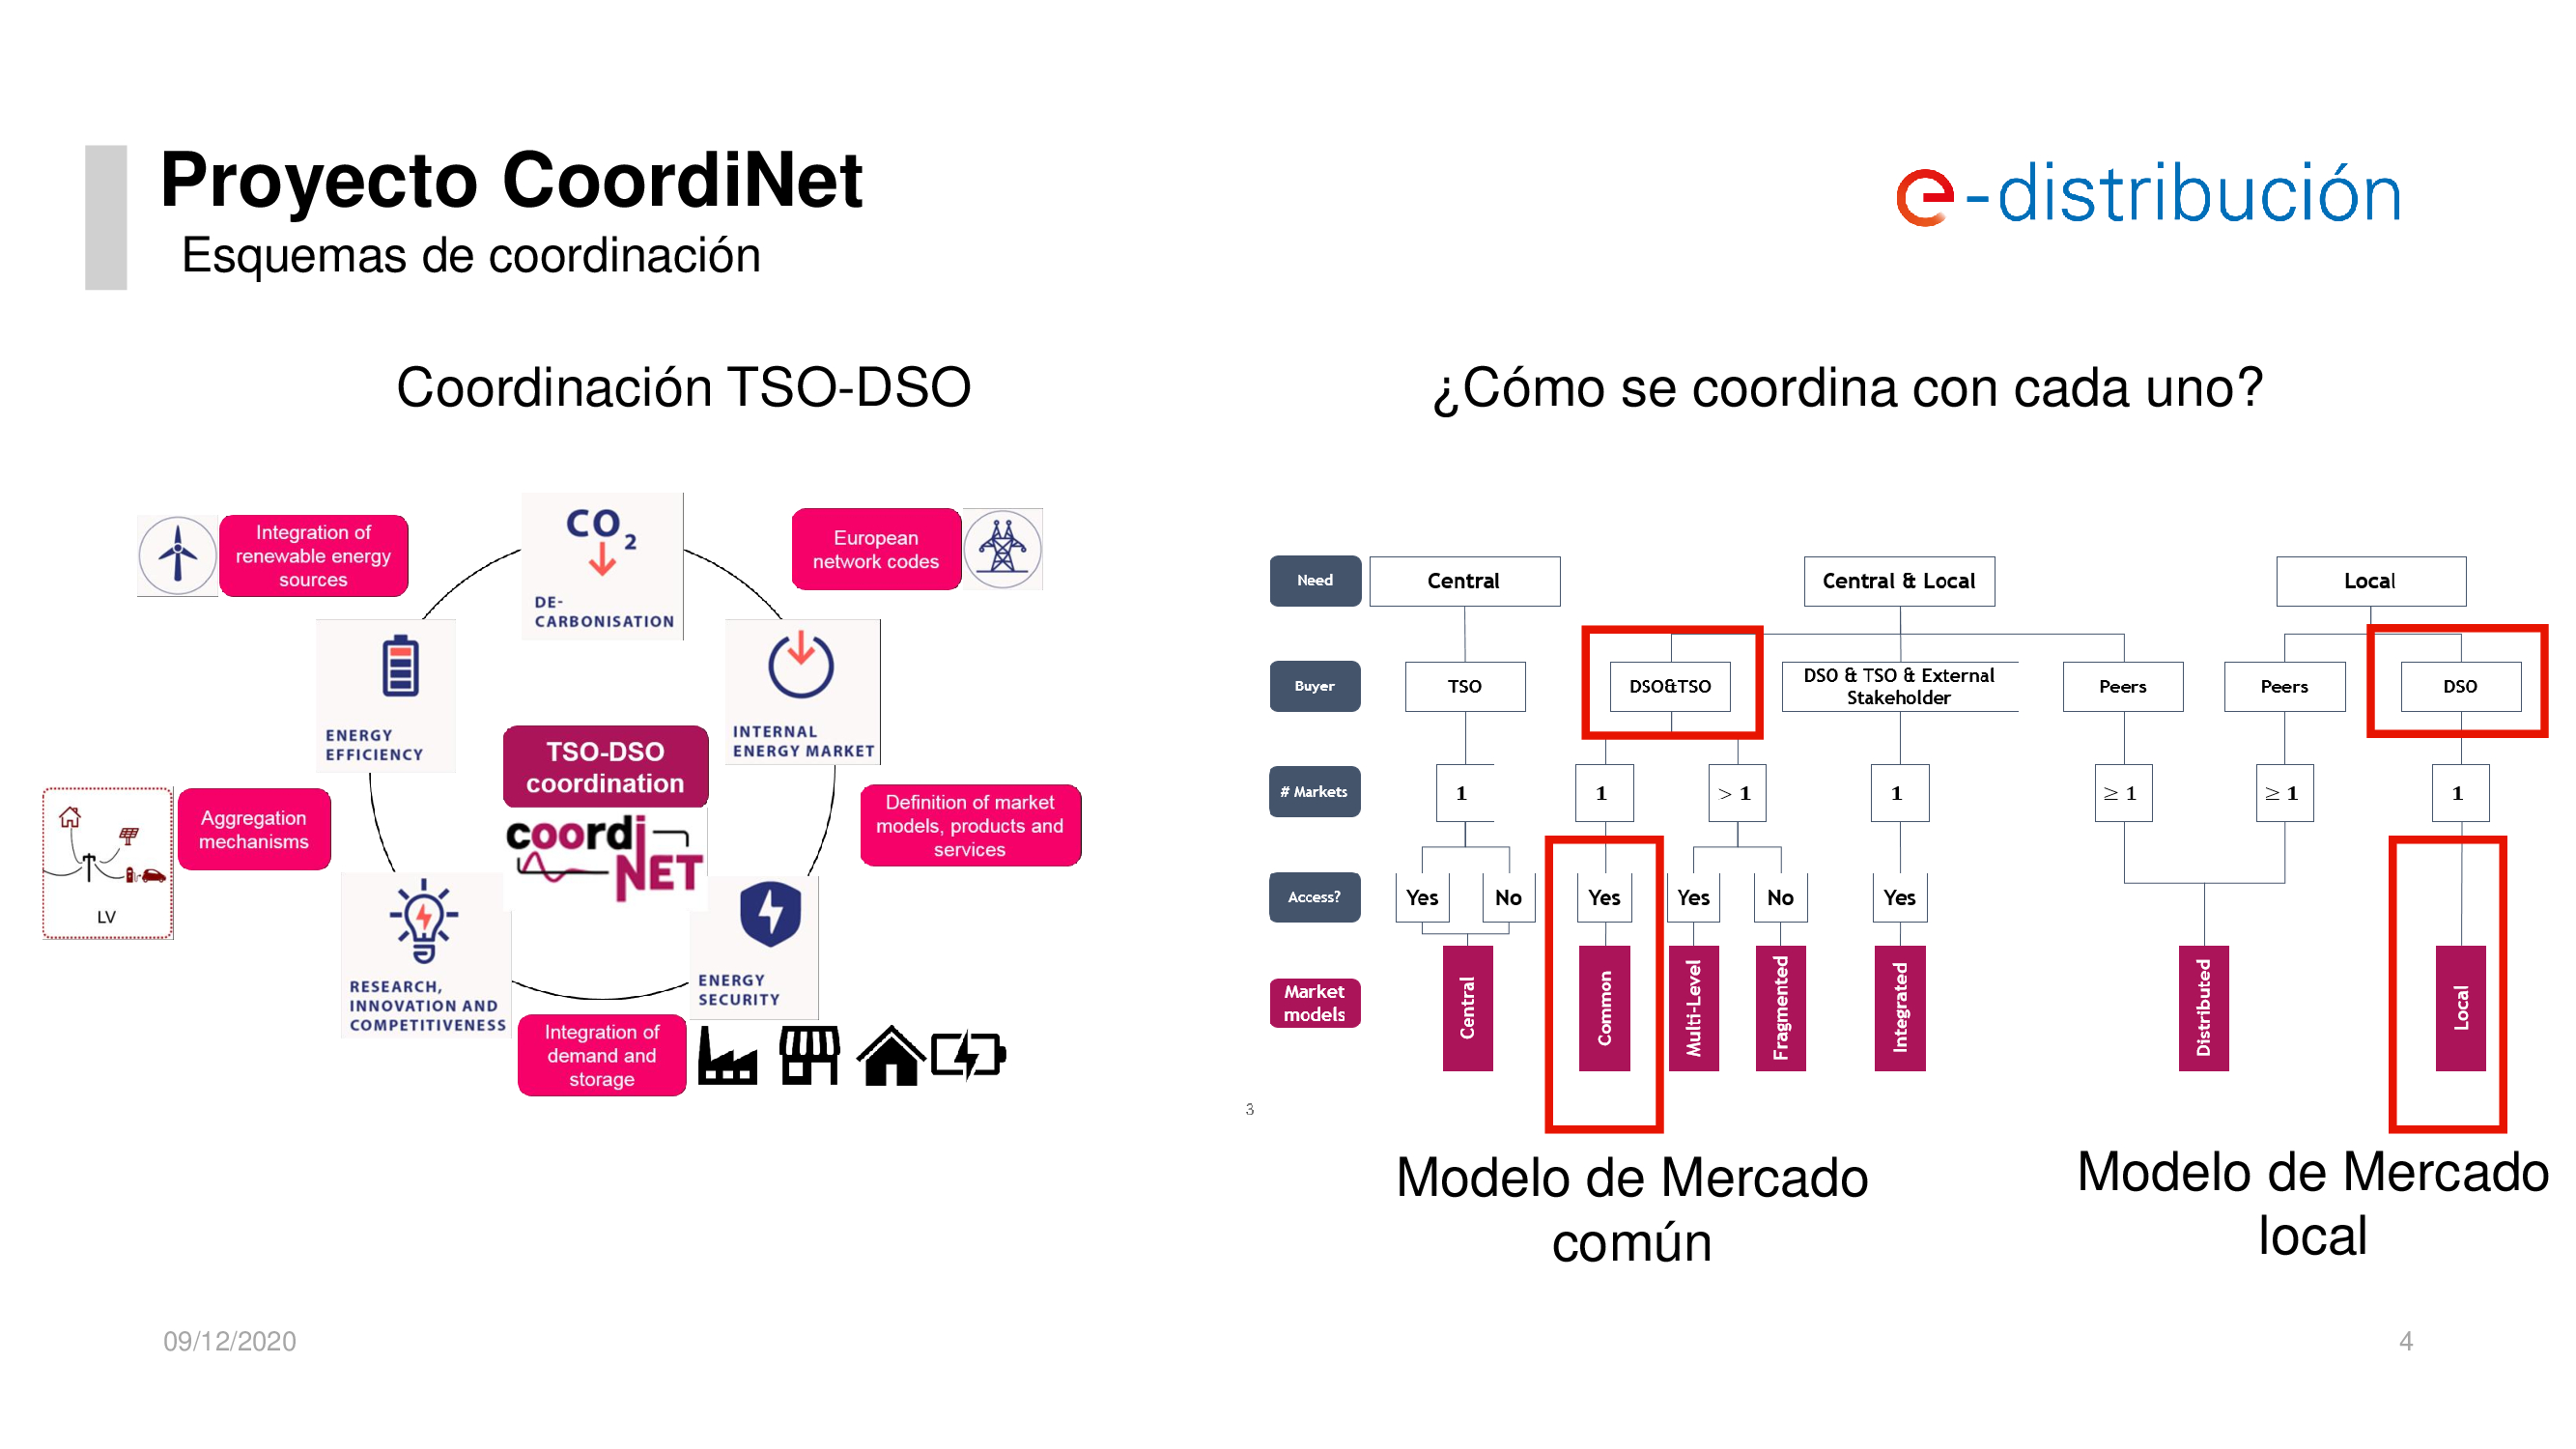 Proyecto CoordiNet
Esquemas de coordinación
e-distribución
Coordinación TSO-DSO
Integration of
renewable energy
sources
CO2
DE-
CARBONISATION
European
network codes
ENERGY
EFFICIENCY
INTERNAL
ENERGY MARKET
TSO-DSO
coordination
coordi
NET
Aggregation
mechanisms
LV
Definition of market
models, products and
services
RESEARCH,
INNOVATION AND
COMPETITIVENESS
ENERGY
SECURITY
Integration of
demand and
storage
¿Cómo se coordina con cada uno?
Need
Central
Central & Local
Local
Buyer
TSO
DSO&TSO
DSO & TSO & External
Stakeholder
Peers
Peers
DSO
# Markets
1
1
> 1
1
≥ 1
≥ 1
1
Access?
Yes
No
Yes
Yes
No
Yes
Market
models
Central
Common
Multi-Level
Fragmented
Integrated
Distributed
Local
3
Modelo de Mercado
común
Modelo de Mercado
local
09/12/2020
4